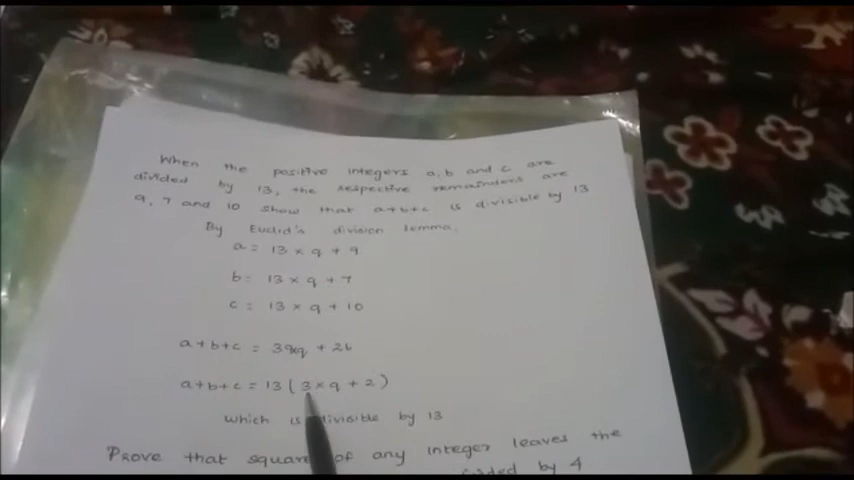 When the positive integers a, b and c are
divided by 13, the respective remainders are
9, 7 and 10 show that a+b+c is divisible by 13
By Euclid's division lemma.
a = 13 × q + 9
b = 13 × q + 7
c = 13 × q + 10
a+b+c = 39q + 26
a+b+c = 13 ( 3 × q + 2 )
which is divisible by 13
Prove that square of any integer leaves the
by 4